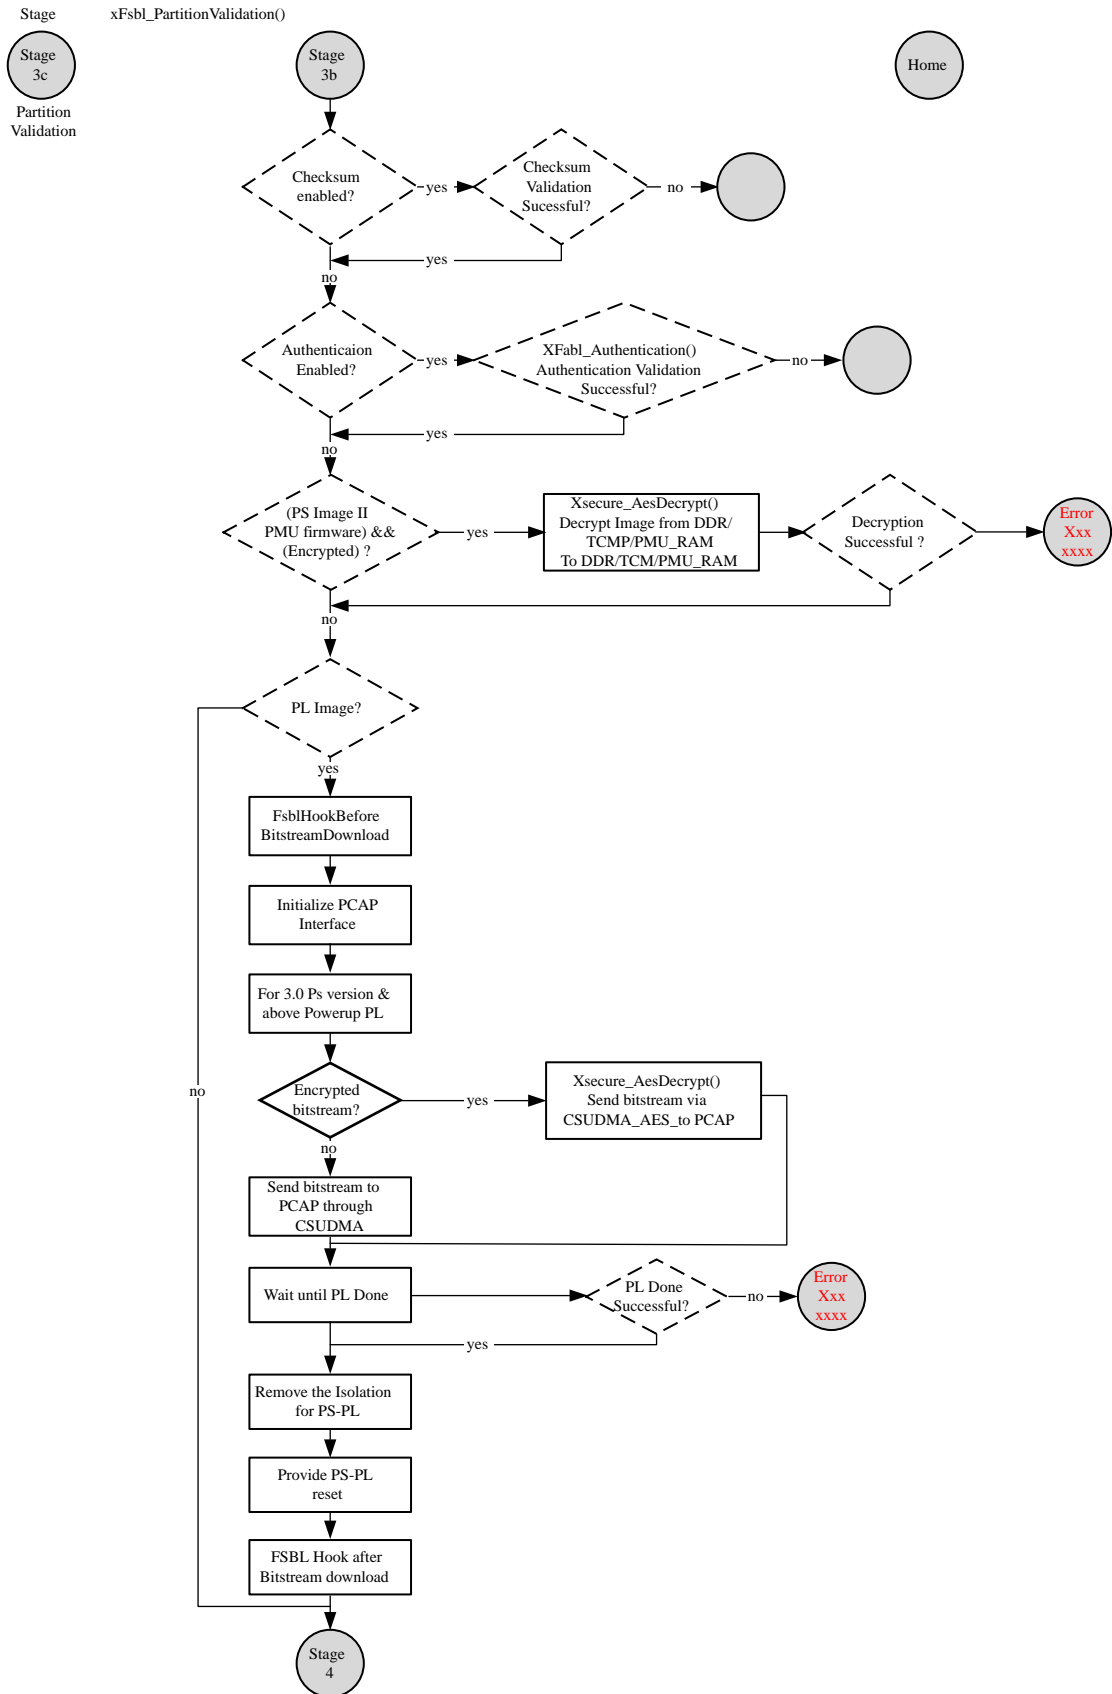 Stage
xFsbl_PartitionValidation()
Stage
3c
Partition
Validation
Stage
3b
Home
Checksum
enabled?
yes
Checksum
Validation
Sucessful?
no
yes
no
Authenticaion
Enabled?
yes
XFabl_Authentication()
Authentication Validation
Successful?
no
yes
no
(PS Image II
PMU firmware) &&
(Encrypted) ?
yes
Xsecure_AesDecrypt()
Decrypt Image from DDR/
TCMP/PMU_RAM
To DDR/TCM/PMU_RAM
Decryption
Successful ?
Error
Xxx
xxxx
no
PL Image?
yes
FsblHookBefore
BitstreamDownload
Initialize PCAP
Interface
For 3.0 Ps version &
above Powerup PL
no
Encrypted
bitstream?
yes
Xsecure_AesDecrypt()
Send bitstream via
CSUDMA_AES_to PCAP
no
Send bitstream to
PCAP through
CSUDMA
Wait until PL Done
PL Done
Successful?
no
Error
Xxx
xxxx
yes
Remove the Isolation
for PS-PL
Provide PS-PL
reset
FSBL Hook after
Bitstream download
Stage
4